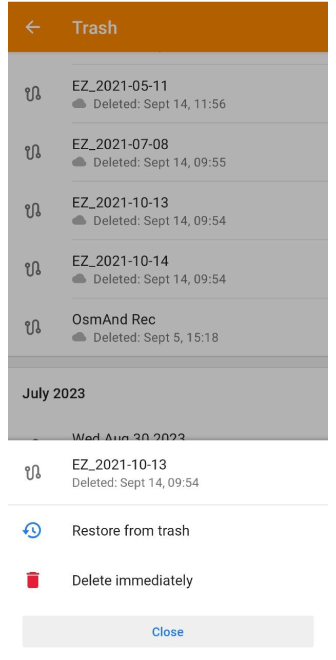 Trash
EZ_2021-05-11
Deleted: Sept 14, 11:56
EZ_2021-07-08
Deleted: Sept 14, 09:55
EZ_2021-10-13
Deleted: Sept 14, 09:54
EZ_2021-10-14
Deleted: Sept 14, 09:54
OsmAnd Rec
Deleted: Sept 5, 15:18
July 2023
Wed Aug 30 2023
EZ_2021-10-13
Deleted: Sept 14, 09:54
Restore from trash
Delete immediately
Close